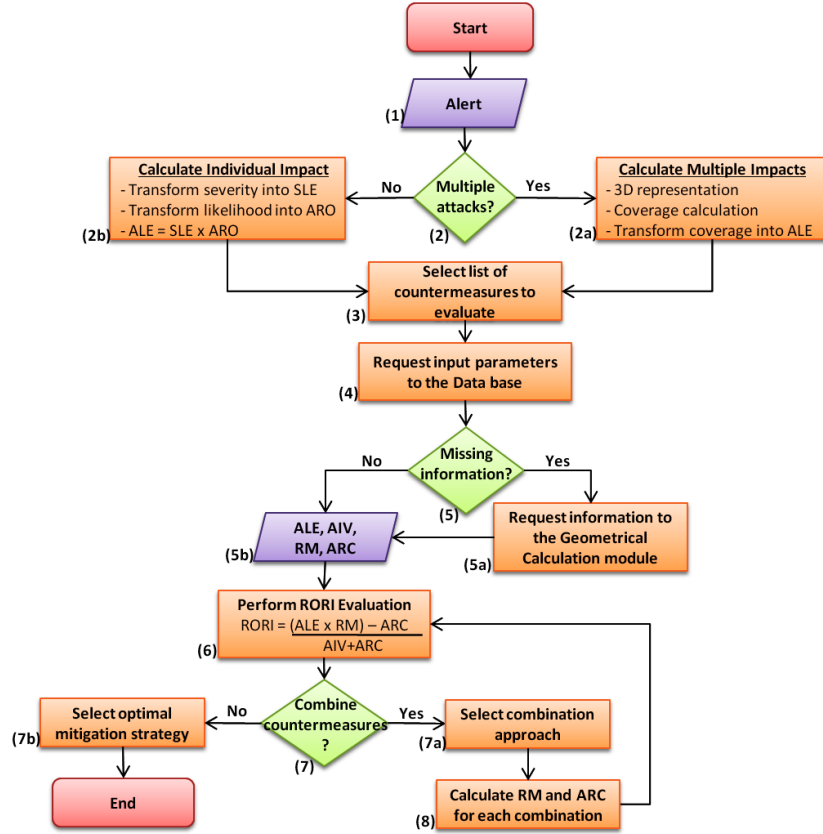 Start
Alert
(1)
Calculate Individual Impact
- Transform severity into SLE
- Transform likelihood into ARO
- ALE = SLE x ARO
(2b)
No
Multiple
attacks?
(2)
Yes
Calculate Multiple Impacts
- 3D representation
- Coverage calculation
- Transform coverage into ALE
(2a)
Select list of
countermeasures to
evaluate
(3)
Request input parameters
to the Data base
(4)
No
Missing
information?
(5)
Yes
ALE, AIV,
RM, ARC
(5b)
Request information to
the Geometrical
Calculation module
(5a)
Perform RORI Evaluation
RORI = (ALE x RM) – ARC
AIV+ARC
(6)
Select optimal
mitigation strategy
(7b)
No
Combine
countermeasures
?
(7)
Yes
Select combination
approach
(7a)
End
Calculate RM and ARC
for each combination
(8)